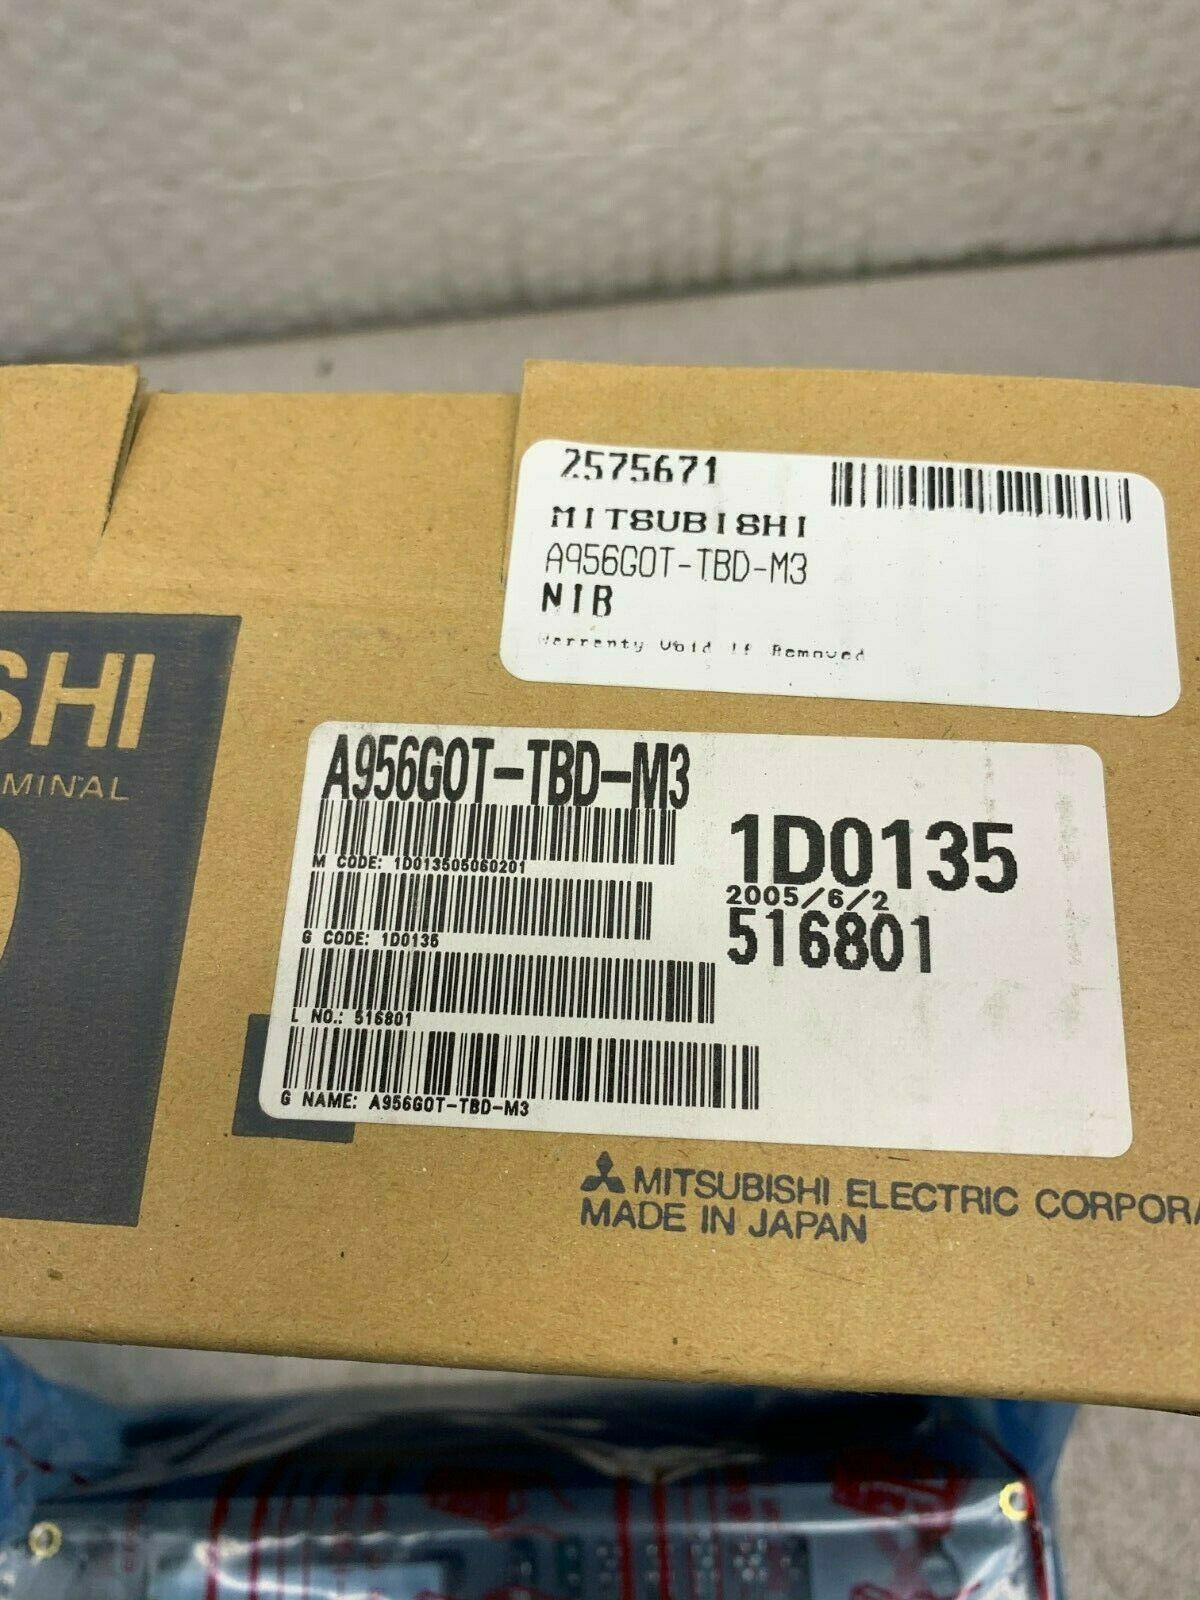 2575671
MITSUBISHI
A956GOT-TBD-M3
NIB
Warrenty Void If Removed
SHI
MINAL
A956GOT-TBD-M3
M CODE: 1D013505060201
G CODE: 1D0135
L NO.: 516801
G NAME: A956GOT-TBD-M3
1D0135
2005/6/2
516801
MITSUBISHI ELECTRIC CORPORA
MADE IN JAPAN